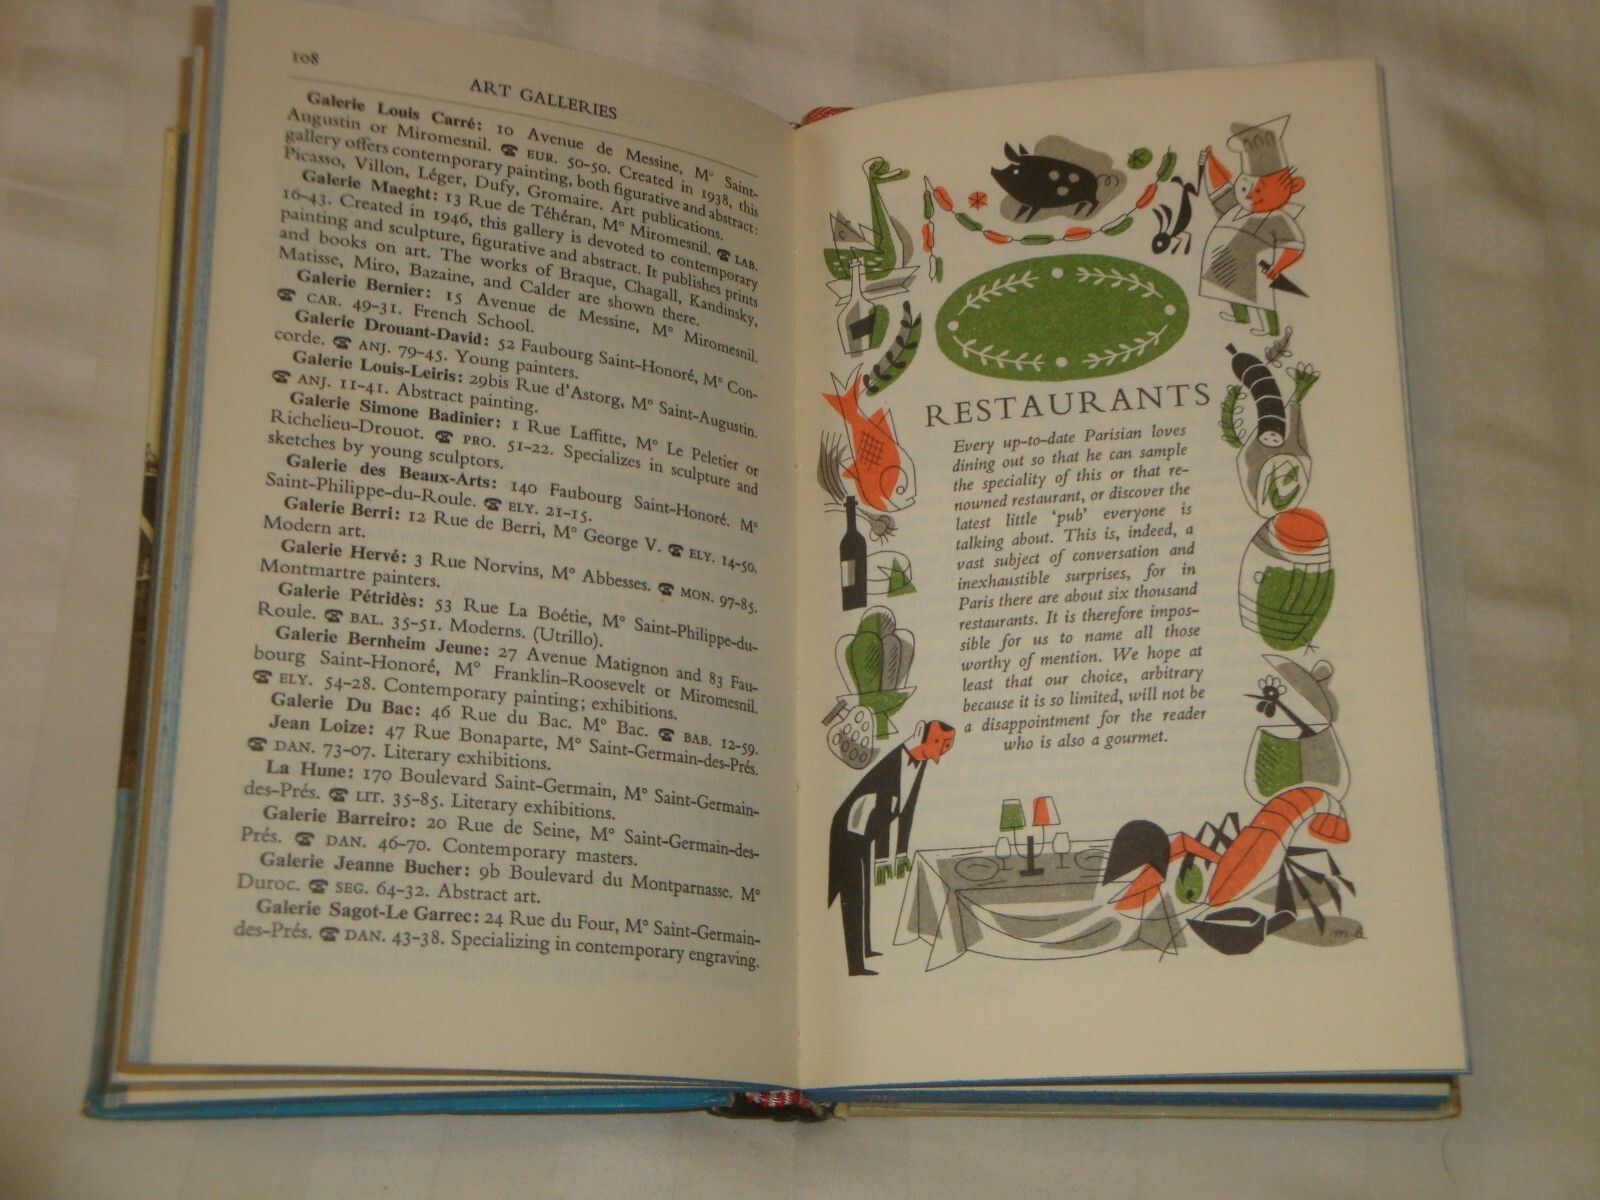 108
ART GALLERIES
Galerie Louis Carré: 10 Avenue de Messine, Mº Saint-
Augustin or Miromesnil. ☎ EUR. 50-50. Created in 1938, this
gallery offers contemporary painting, both figurative and abstract:
Picasso, Villon, Léger, Dufy, Gromaire. Art publications.
Galerie Maeght: 13 Rue de Téhéran, Mº Miromesnil. ☎ LAB.
16-43. Created in 1946, this gallery is devoted to contemporary
painting and sculpture, figurative and abstract. It publishes prints
and books on art. The works of Braque, Chagall, Kandinsky,
Matisse, Miro, Bazaine, and Calder are shown there.
Galerie Bernier: 15 Avenue de Messine, Mº Miromesnil.
☎ CAR. 49-31. French School.
Galerie Drouant-David: 52 Faubourg Saint-Honoré, Mº Con-
corde. ☎ ANJ. 79-45. Young painters.
Galerie Louis-Leiris: 29bis Rue d'Astorg, Mº Saint-Augustin.
☎ ANJ. 11-41. Abstract painting.
Galerie Simone Badinier: 1 Rue Laffitte, Mº Le Peletier or
Richelieu-Drouot. ☎ PRO. 51-22. Specializes in sculpture and
sketches by young sculptors.
Galerie des Beaux-Arts: 140 Faubourg Saint-Honoré. Mº
Saint-Philippe-du-Roule. ☎ ELY. 21-15.
Galerie Berri: 12 Rue de Berri, Mº George V. ☎ ELY. 14-50.
Modern art.
Galerie Hervé: 3 Rue Norvins, Mº Abbesses. ☎ MON. 97-85.
Montmartre painters.
Galerie Pétridès: 53 Rue La Boétie, Mº Saint-Philippe-du-
Roule. ☎ BAL. 35-51. Moderns. (Utrillo).
Galerie Bernheim Jeune: 27 Avenue Matignon and 83 Fau-
bourg Saint-Honoré, Mº Franklin-Roosevelt or Miromesnil.
☎ ELY. 54-28. Contemporary painting; exhibitions.
Galerie Du Bac: 46 Rue du Bac. Mº Bac. ☎ BAB. 12-59.
Jean Loize: 47 Rue Bonaparte, Mº Saint-Germain-des-Prés.
☎ DAN. 73-07. Literary exhibitions.
La Hune: 170 Boulevard Saint-Germain, Mº Saint-Germain-
des-Prés. ☎ LIT. 35-85. Literary exhibitions.
Galerie Barreiro: 20 Rue de Seine, Mº Saint-Germain-des-
Prés. ☎ DAN. 46-70. Contemporary masters.
Galerie Jeanne Bucher: 9b Boulevard du Montparnasse, Mº
Duroc. ☎ SEG. 64-32. Abstract art.
Galerie Sagot-Le Garrec: 24 Rue du Four, Mº Saint-Germain-
des-Prés. ☎ DAN. 43-38. Specializing in contemporary engraving.
RESTAURANTS
Every up-to-date Parisian loves
dining out so that he can sample
the speciality of this or that re-
nowned restaurant, or discover the
latest little 'pub' everyone is
talking about. This is, indeed, a
vast subject of conversation and
inexhaustible surprises, for in
Paris there are about six thousand
restaurants. It is therefore impos-
sible for us to name all those
worthy of mention. We hope at
least that our choice, arbitrary
because it is so limited, will not be
a disappointment for the reader
who is also a gourmet.